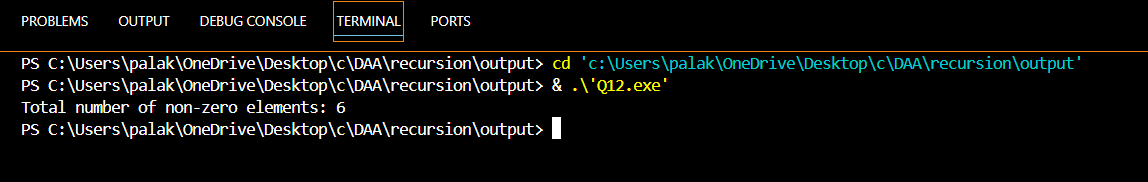 PROBLEMS OUTPUT DEBUG CONSOLE TERMINAL PORTS
PS C:\Users\palak\OneDrive\Desktop\c\DAA\recursion\output> cd 'c:\Users\palak\OneDrive\Desktop\c\DAA\recursion\output'
PS C:\Users\palak\OneDrive\Desktop\c\DAA\recursion\output> & .\'Q12.exe'
Total number of non-zero elements: 6
PS C:\Users\palak\OneDrive\Desktop\c\DAA\recursion\output>